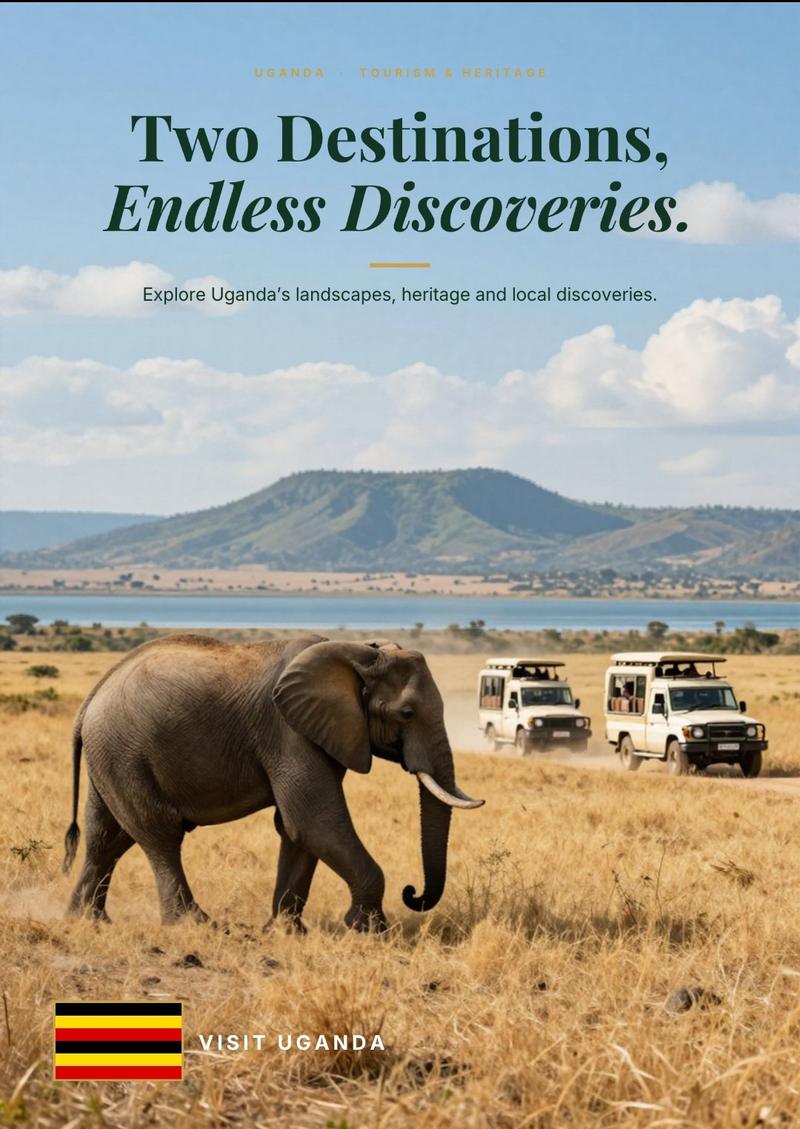 UGANDA · TOURISM & HERITAGE
Two Destinations,
Endless Discoveries.
Explore Uganda's landscapes, heritage and local discoveries.
VISIT UGANDA